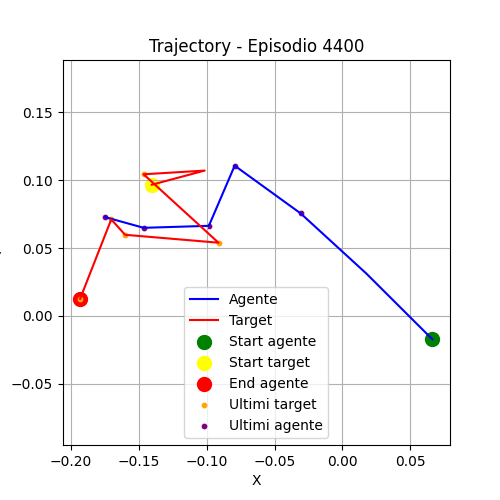 Trajectory - Episodio 4400
0.15
0.10
0.05
0.00
−0.05
−0.20
−0.15
−0.10
−0.05
0.00
0.05
X
Agente
Target
Start agente
Start target
End agente
Ultimi target
Ultimi agente